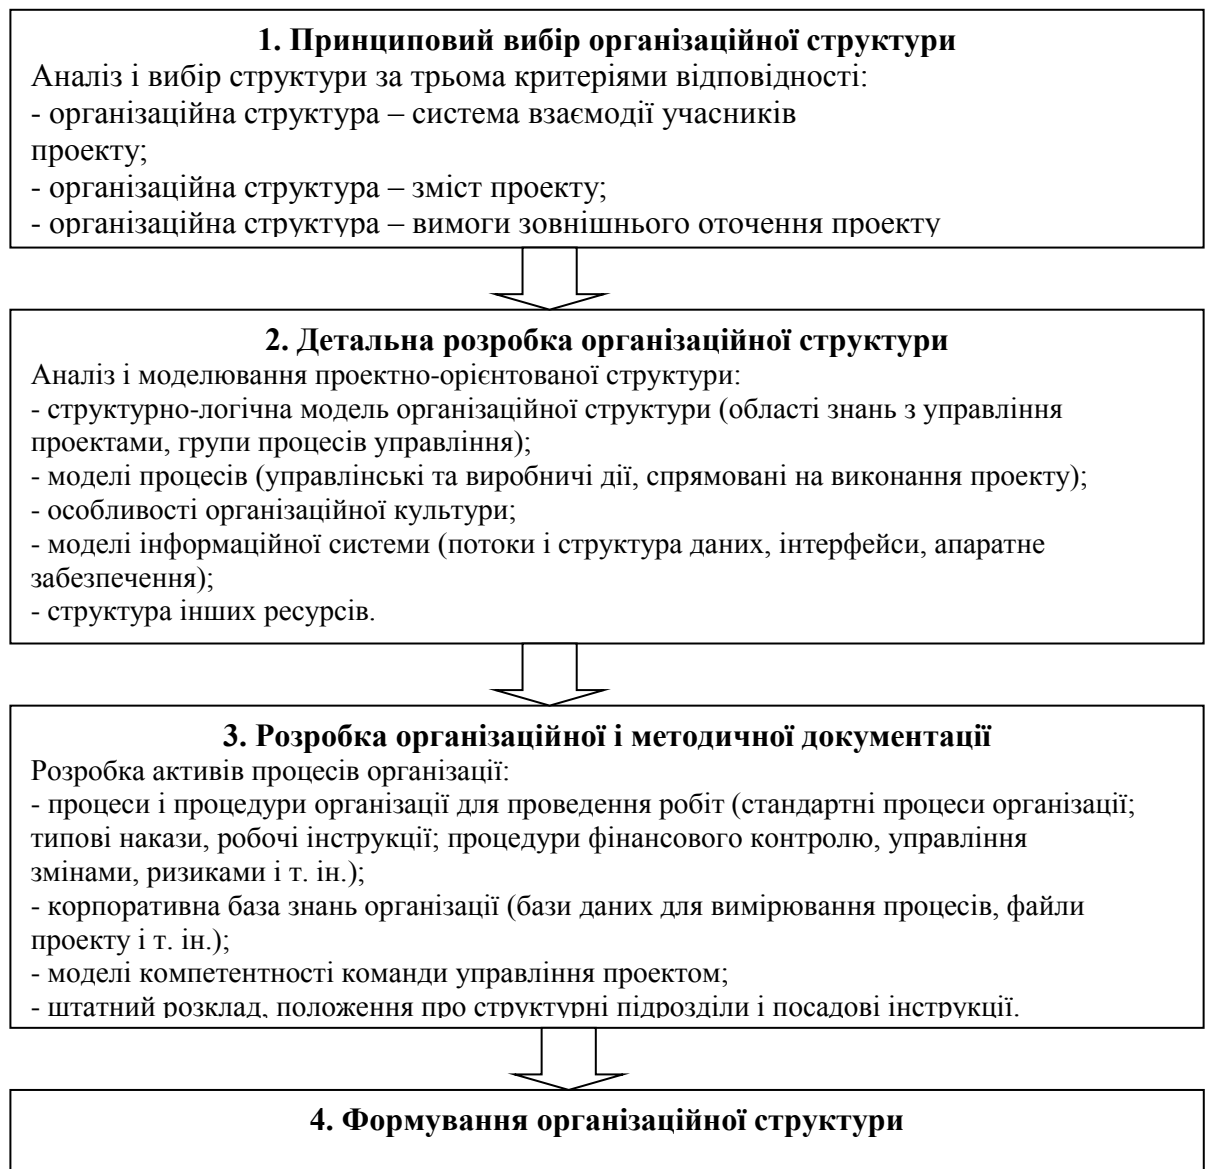 1. Принциповий вибір організаційної структури
Аналіз і вибір структури за трьома критеріями відповідності:
- організаційна структура – система взаємодії учасників
проекту;
- організаційна структура – зміст проекту;
- організаційна структура – вимоги зовнішнього оточення проекту
2. Детальна розробка організаційної структури
Аналіз і моделювання проектно-орієнтованої структури:
- структурно-логічна модель організаційної структури (області знань з управління
проектами, групи процесів управління);
- моделі процесів (управлінські та виробничі дії, спрямовані на виконання проекту);
- особливості організаційної культури;
- моделі інформаційної системи (потоки і структура даних, інтерфейси, апаратне
забезпечення);
- структура інших ресурсів.
3. Розробка організаційної і методичної документації
Розробка активів процесів організації:
- процеси і процедури організації для проведення робіт (стандартні процеси організації;
типові накази, робочі інструкції; процедури фінансового контролю, управління
змінами, ризиками і т. ін.);
- корпоративна база знань організації (бази даних для вимірювання процесів, файли
проекту і т. ін.);
- моделі компетентності команди управління проектом;
- штатний розклад, положення про структурні підрозділи і посадові інструкції.
4. Формування організаційної структури